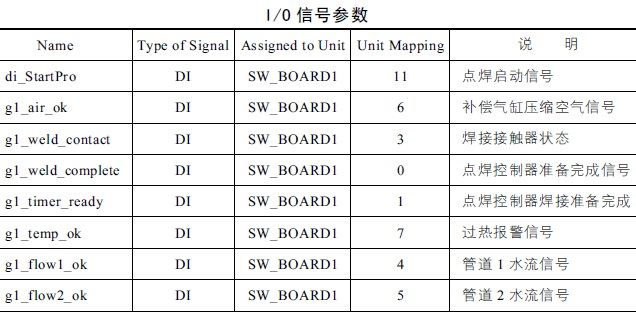 I/O 信号参数
Name Type of Signal Assigned to Unit Unit Mapping 说 明
di_StartPro DI SW_BOARD1 11 点焊启动信号
g1_air_ok DI SW_BOARD1 6 补偿气缸压缩空气信号
g1_weld_contact DI SW_BOARD1 3 焊接接触器状态
g1_weld_complete DI SW_BOARD1 0 点焊控制器准备完成信号
g1_timer_ready DI SW_BOARD1 1 点焊控制器焊接准备完成
g1_temp_ok DI SW_BOARD1 7 过热报警信号
g1_flow1_ok DI SW_BOARD1 4 管道 1 水流信号
g1_flow2_ok DI SW_BOARD1 5 管道 2 水流信号